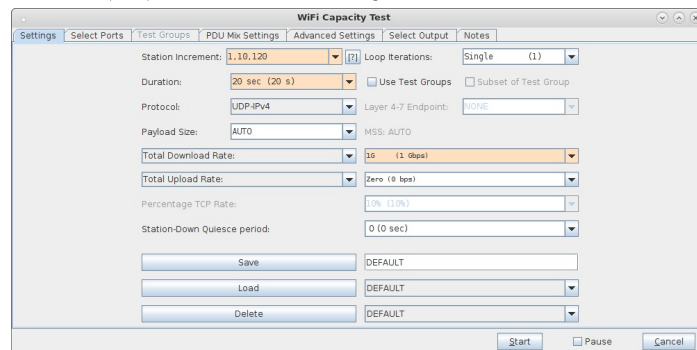 WiFi Capacity Test
Settings Select Ports Test Groups PDU Mix Settings Advanced Settings Select Output Notes
Station Increment: 1,10,120 [?] Loop Iterations: Single (1)
Duration: 20 sec (20 s) Use Test Groups Subset of Test Group
Protocol: UDP-IPv4 Layer 4-7 Endpoint: NONE
Payload Size: AUTO MSS: AUTO
Total Download Rate: 1G (1 Gbps)
Total Upload Rate: Zero (0 bps)
Percentage TCP Rate: 10% (10%)
Station-Down Quiesce period: 0 (0 sec)
Save DEFAULT
Load DEFAULT
Delete DEFAULT
Start Pause Cancel